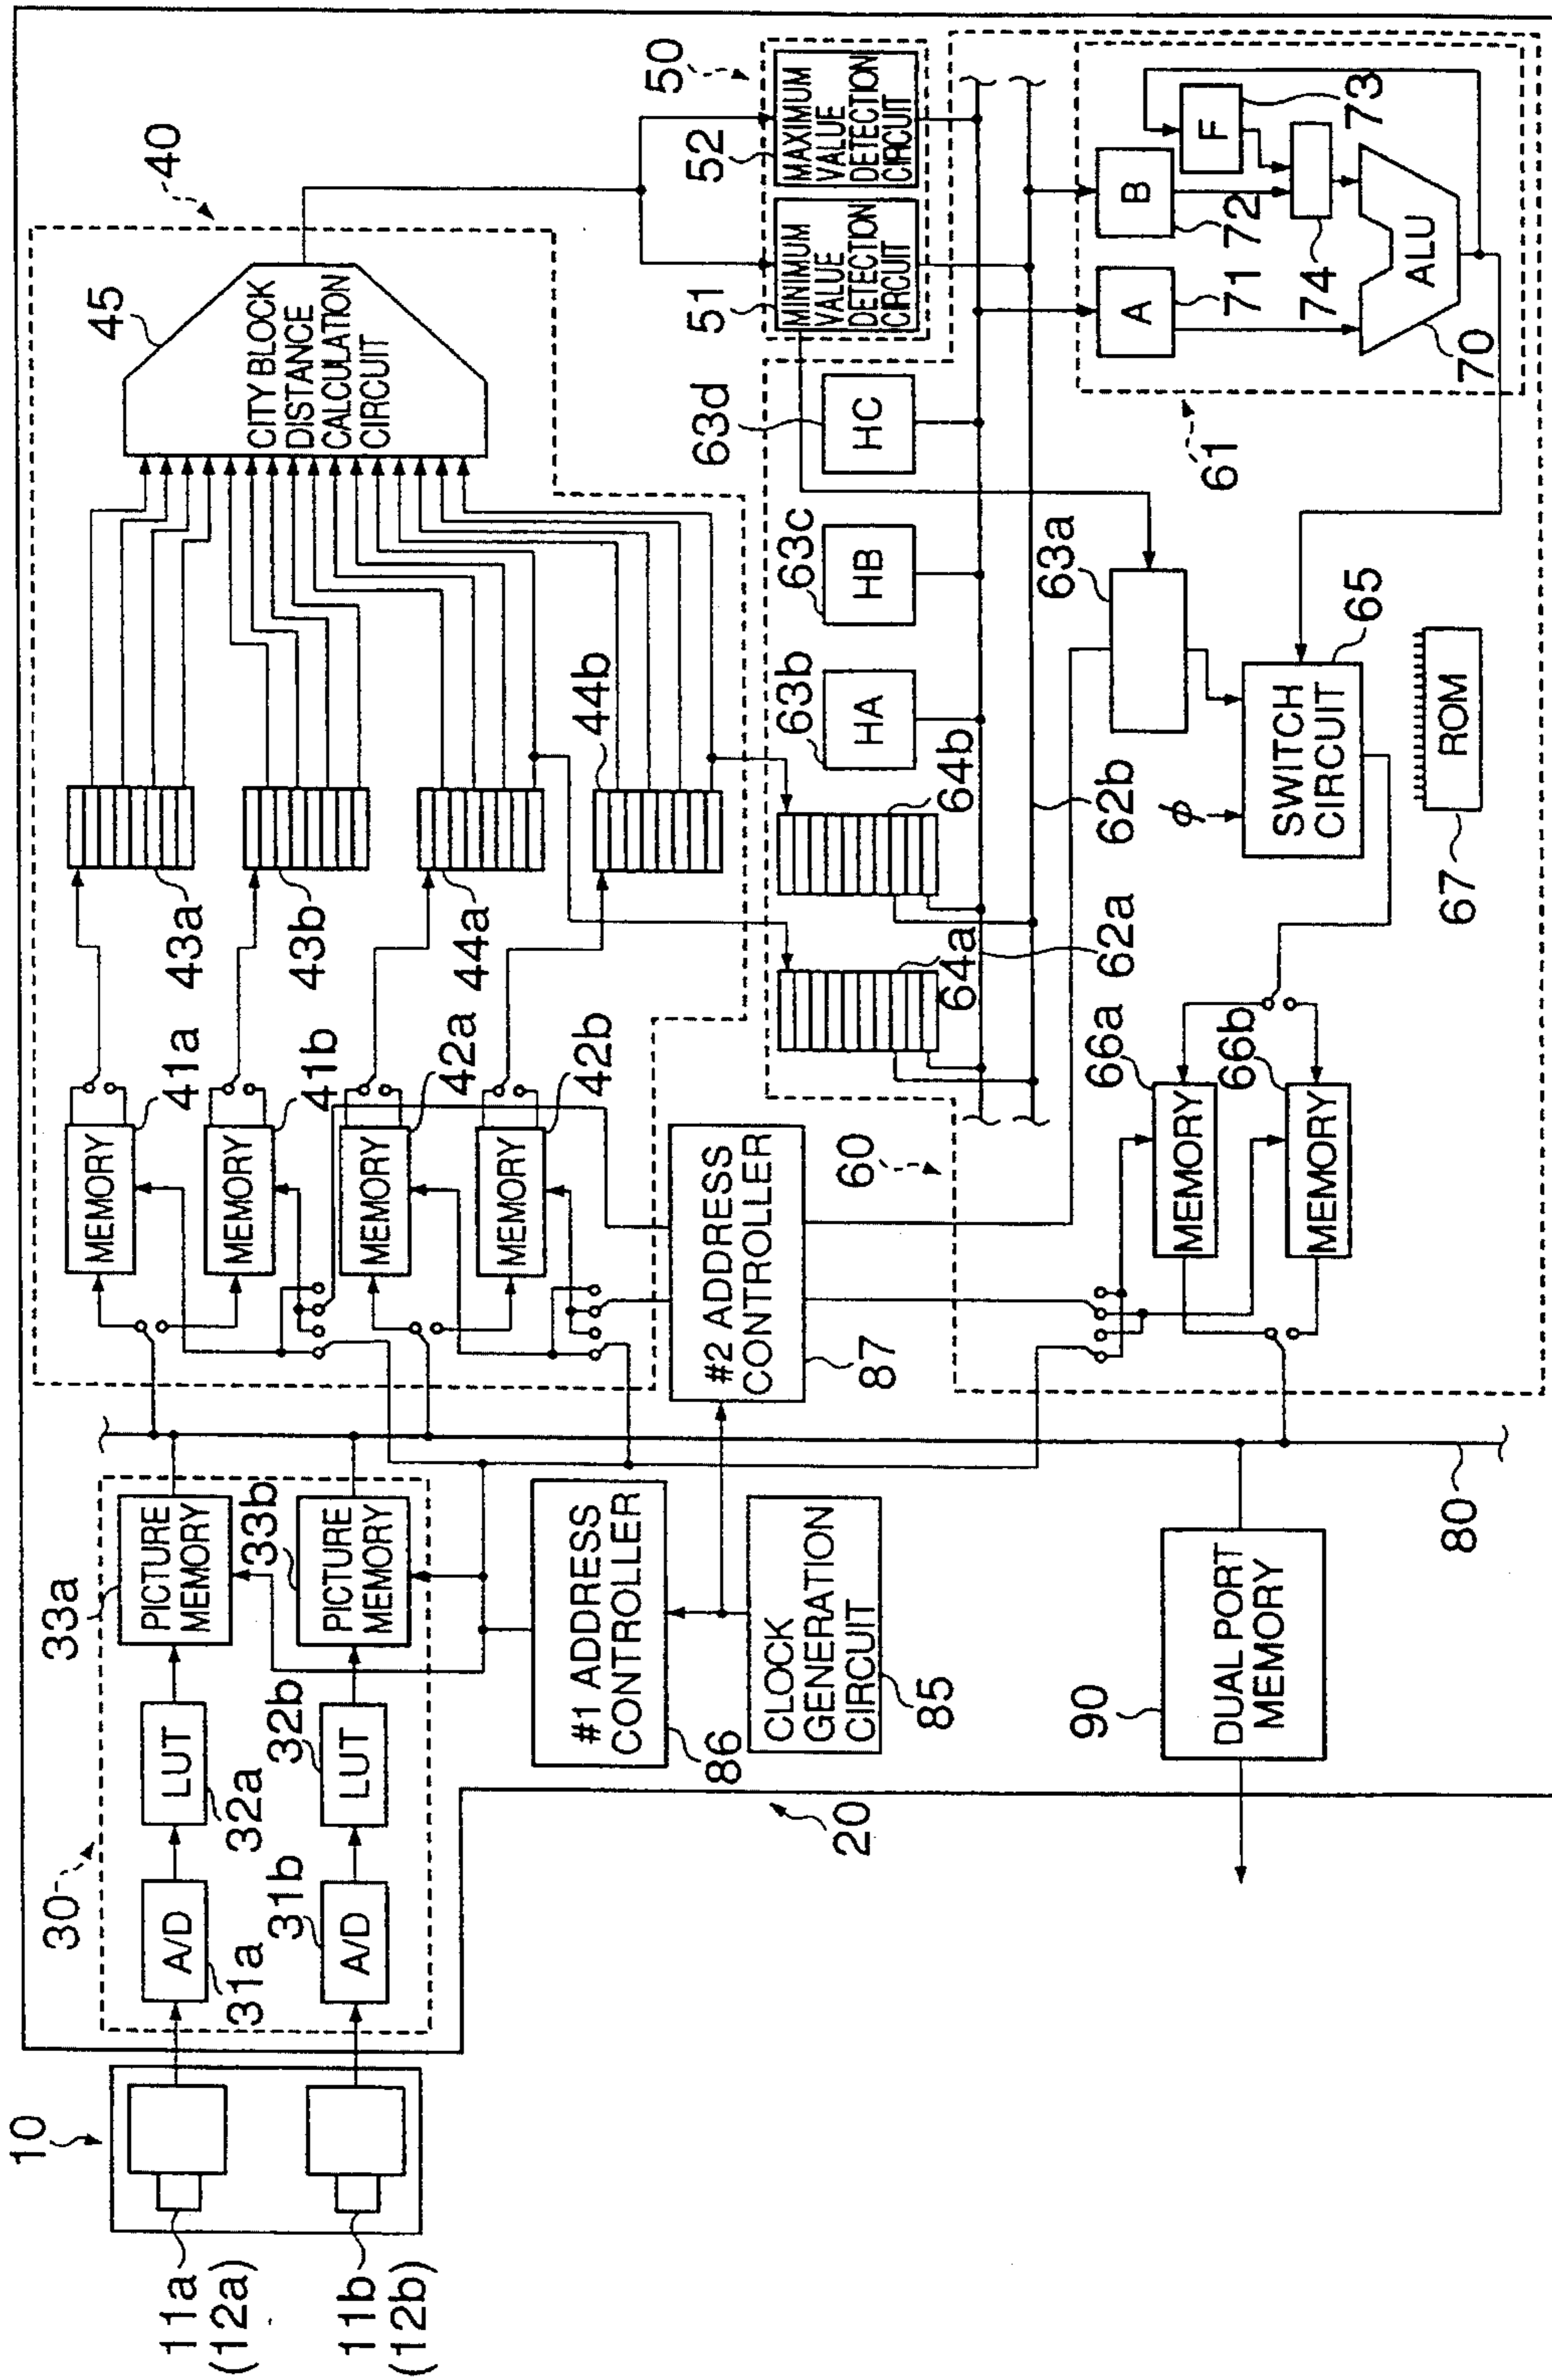 10
11a
(12a)
11b
(12b)
20
30
31a
A/D
32a
LUT
33a
PICTURE
MEMORY
31b
A/D
32b
LUT
33b
PICTURE
MEMORY
#1 ADDRESS
CONTROLLER
86
CLOCK
GENERATION
CIRCUIT
85
#2 ADDRESS
CONTROLLER
87
DUAL PORT
MEMORY
90
80
40
MEMORY
41a
MEMORY
41b
MEMORY
42a
MEMORY
42b
43a
43b
44a
44b
45
CITY BLOCK
DISTANCE
CALCULATION
CIRCUIT
50
51
MINIMUM
VALUE
DETECTION
CIRCUIT
52
MAXIMUM
VALUE
DETECTION
CIRCUIT
60
64a
64b
62a
62b
63b
HA
63c
HB
63d
HC
63a
65
ϕ
SWITCH
CIRCUIT
66a
MEMORY
66b
MEMORY
67
ROM
61
A
71
B
72
F
73
74
ALU
70